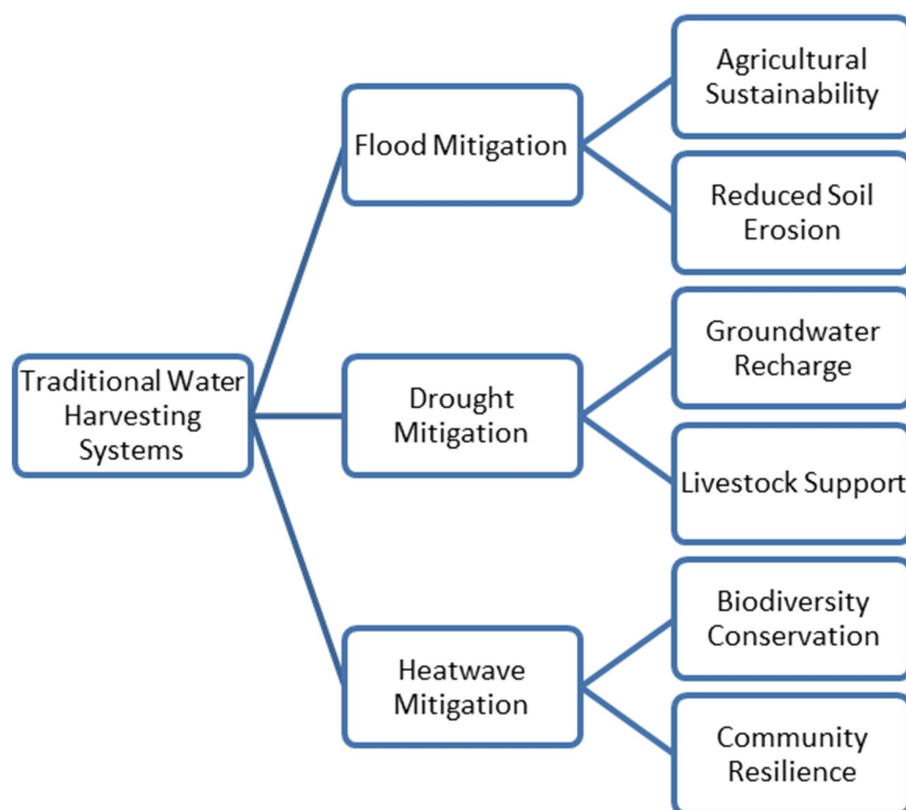 Traditional Water
Harvesting
Systems
Flood Mitigation
Agricultural
Sustainability
Reduced Soil
Erosion
Drought
Mitigation
Groundwater
Recharge
Livestock Support
Heatwave
Mitigation
Biodiversity
Conservation
Community
Resilience